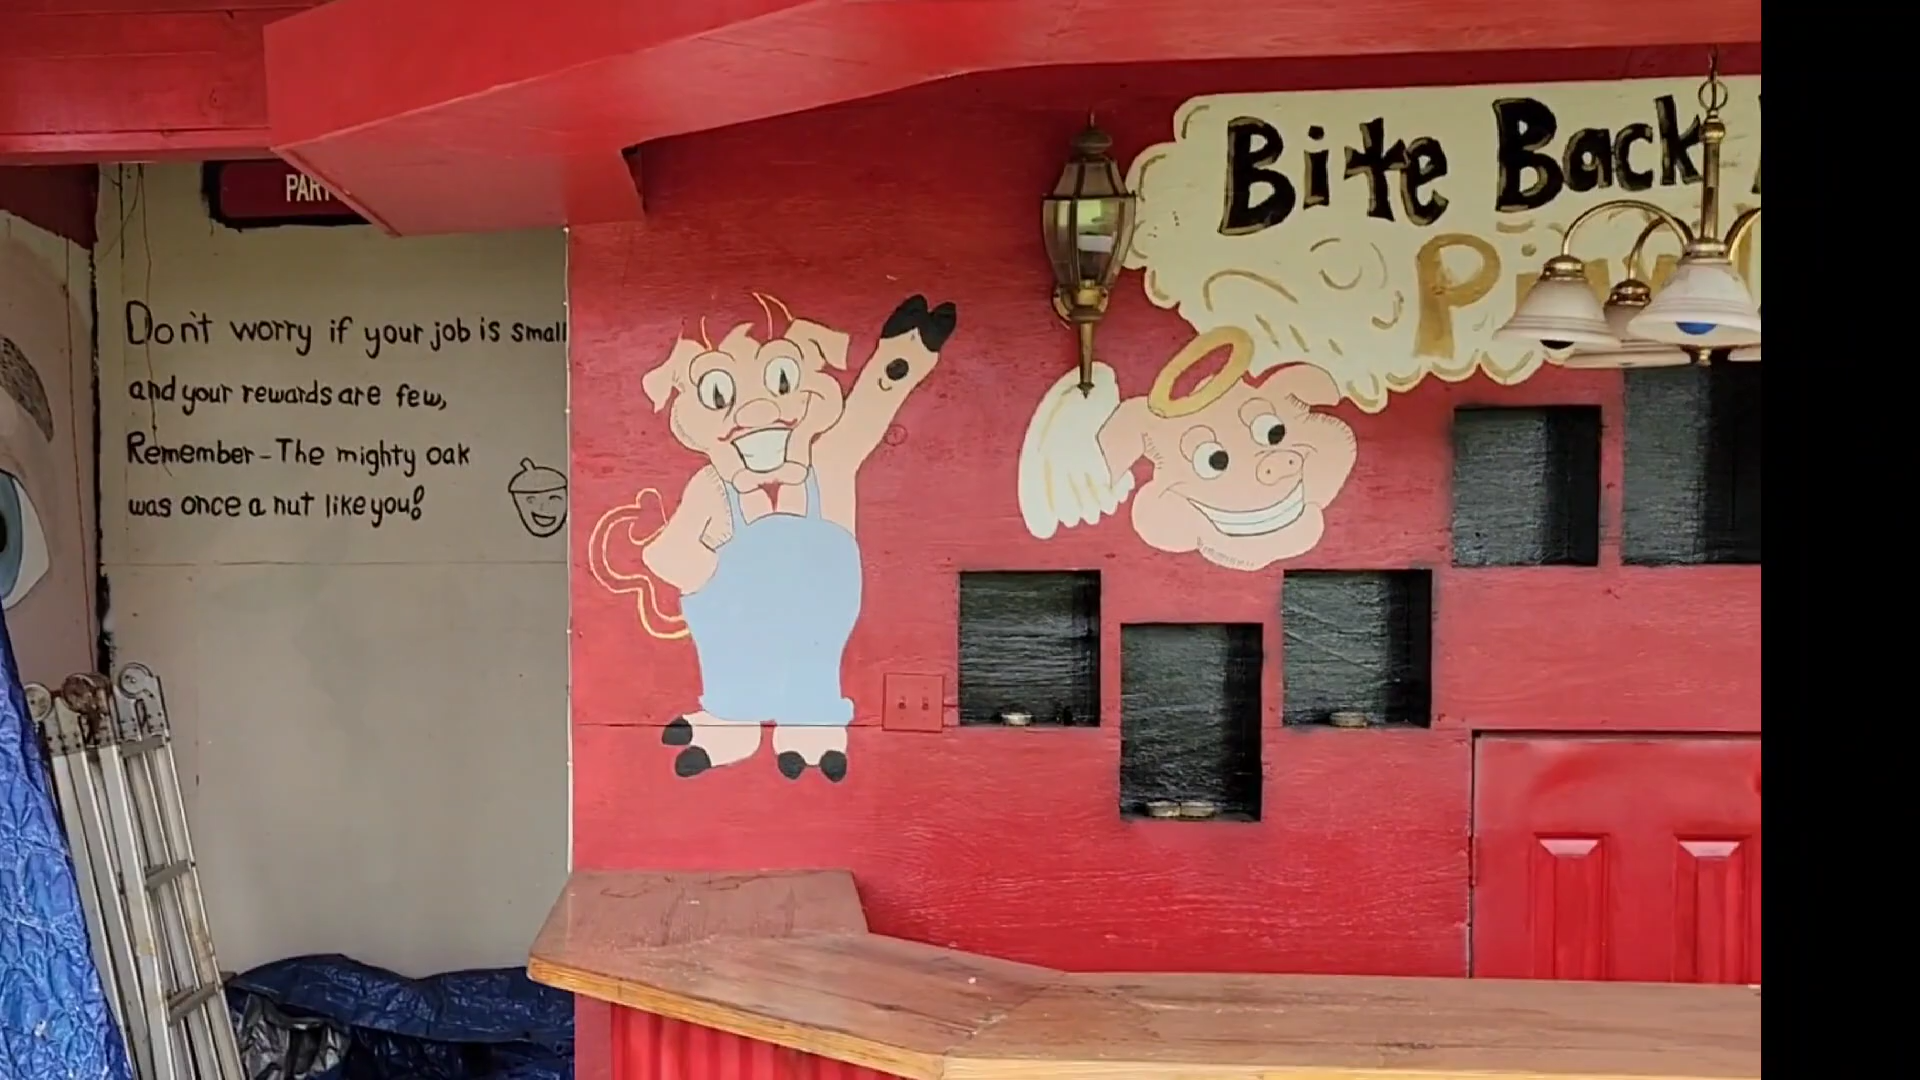 Don't worry if your job is small
and your rewards are few,
Remember - The mighty oak
was once a nut like you!
Bite Back